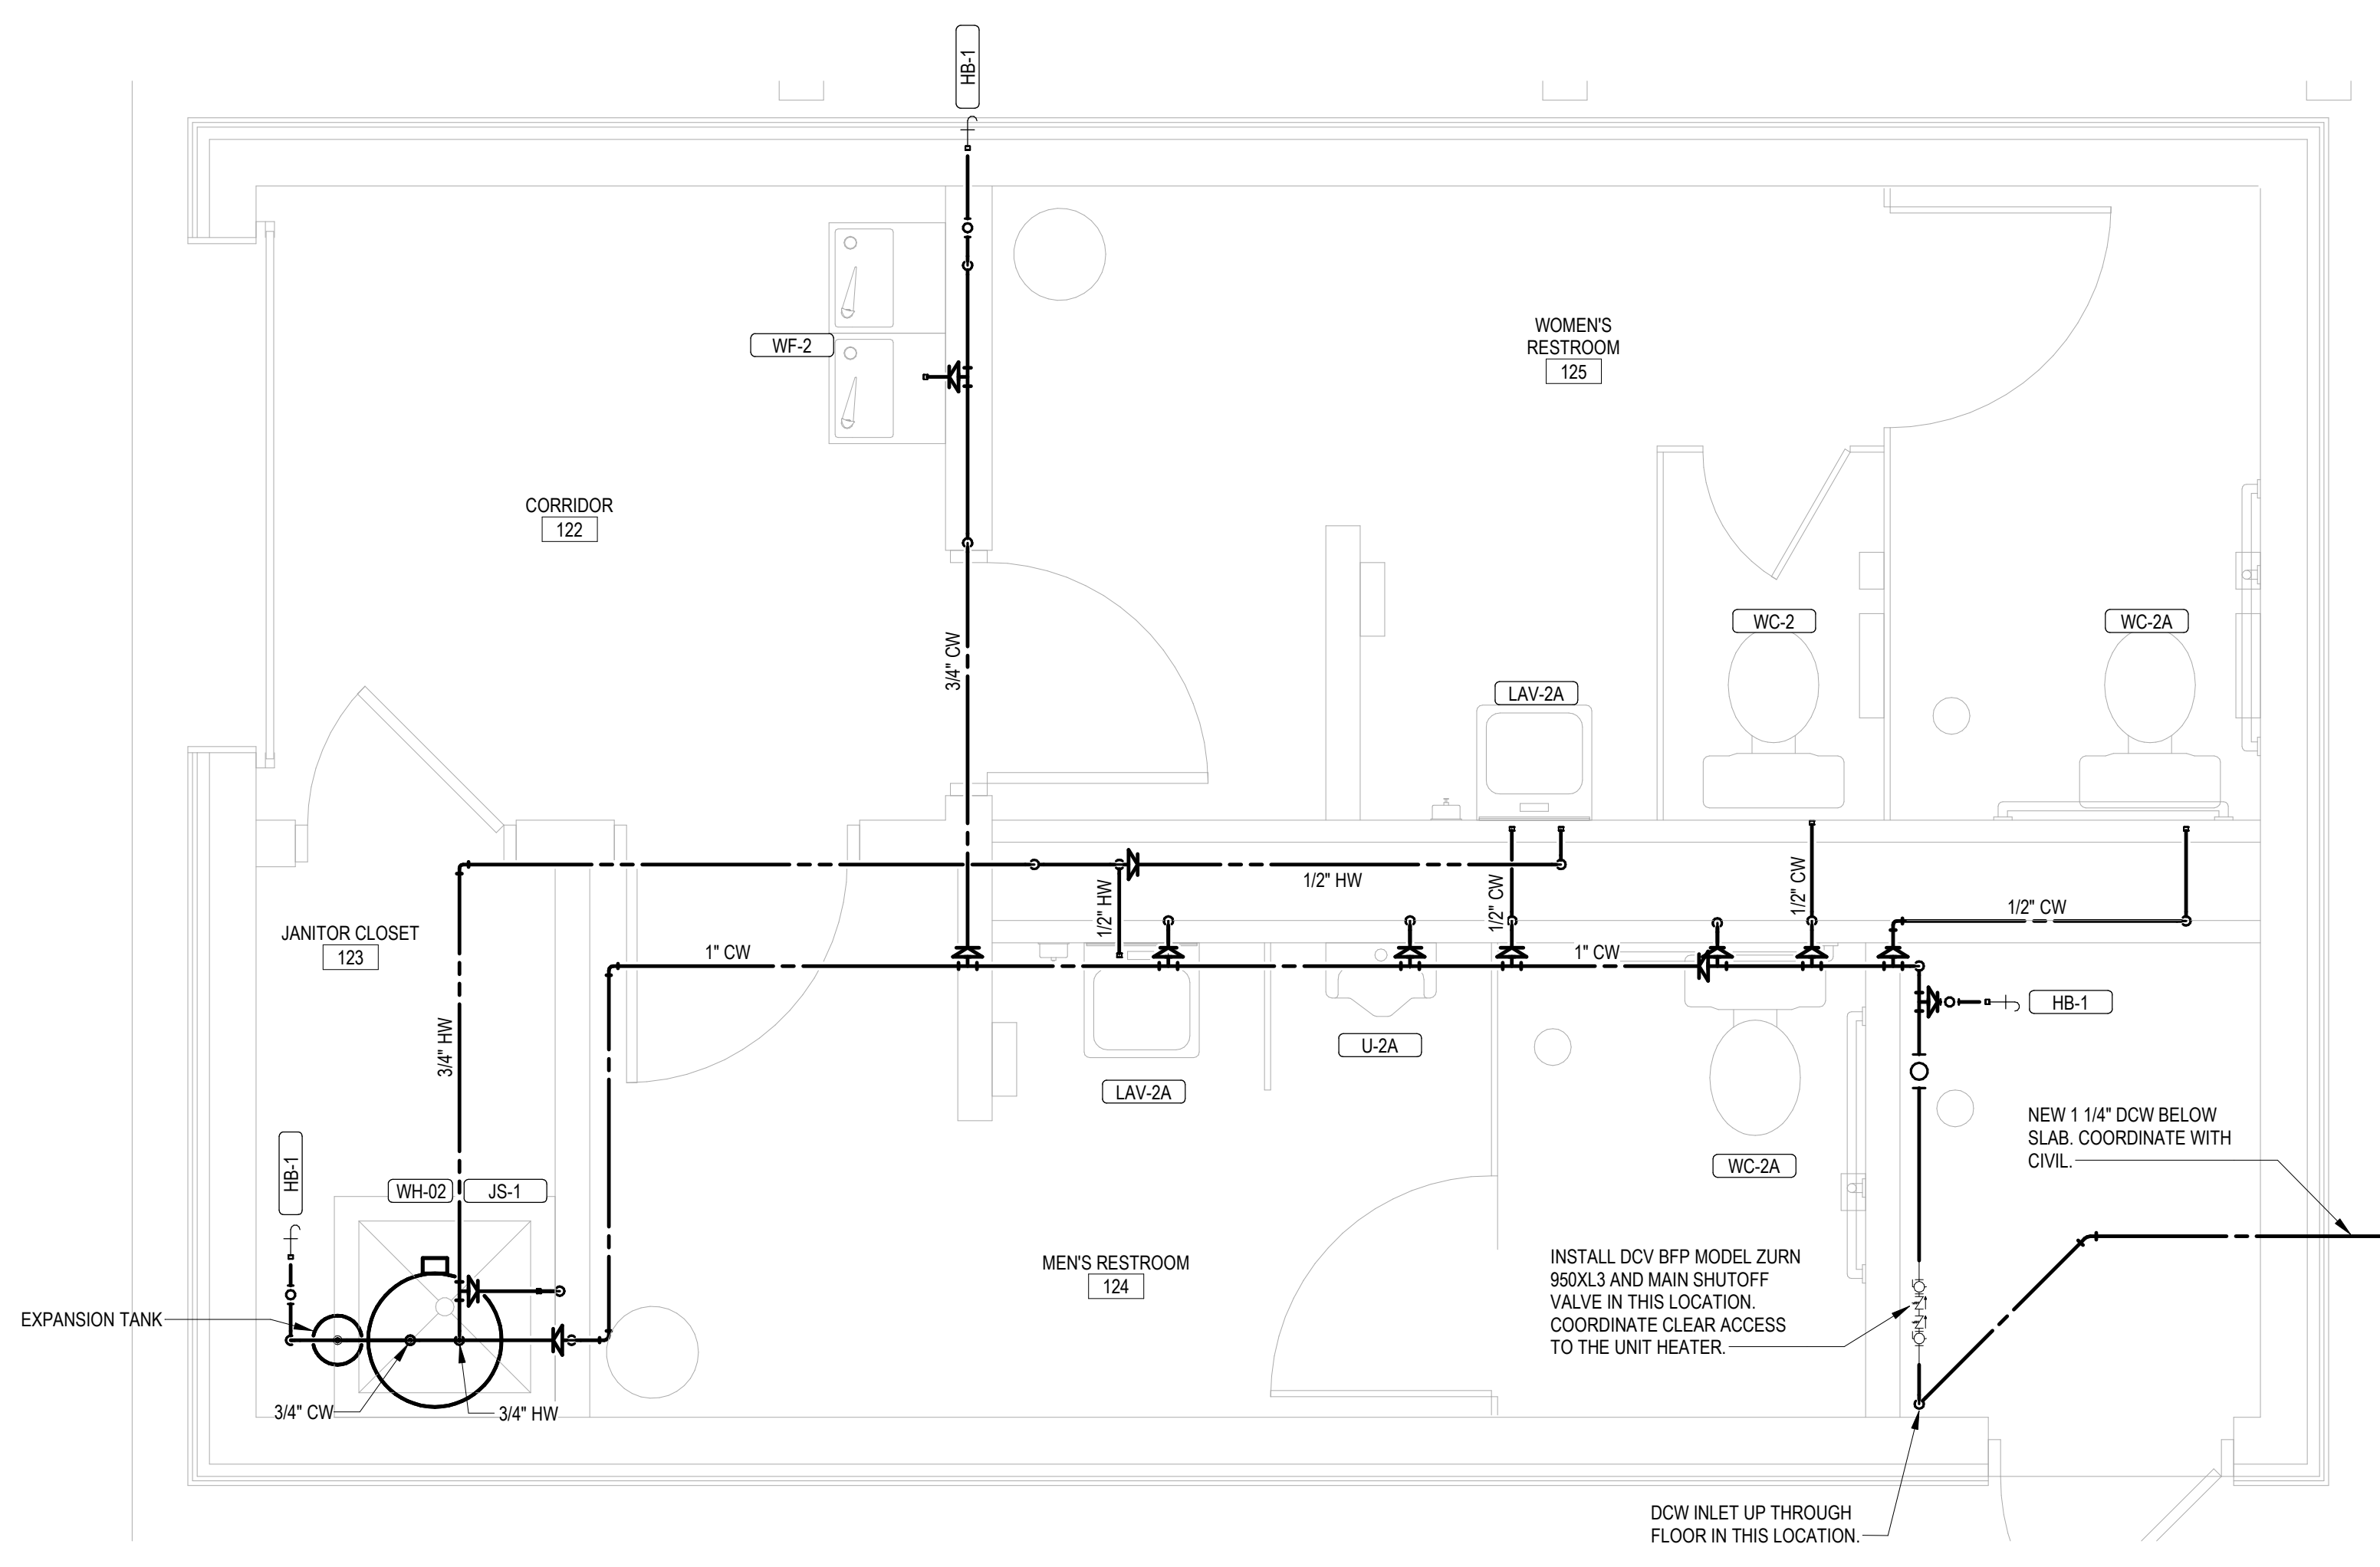 HB-1
WF-2
WOMEN'S
RESTROOM
125
CORRIDOR
122
3/4" CW
WC-2
WC-2A
LAV-2A
1/2" HW
1/2" HW
1/2" CW
1/2" CW
1/2" CW
JANITOR CLOSET
123
1" CW
1" CW
HB-1
3/4" HW
U-2A
LAV-2A
WC-2A
NEW 1 1/4" DCW BELOW
SLAB. COORDINATE WITH
CIVIL.
HB-1
WH-02
JS-1
MEN'S RESTROOM
124
INSTALL DCV BFP MODEL ZURN
950XL3 AND MAIN SHUTOFF
VALVE IN THIS LOCATION.
COORDINATE CLEAR ACCESS
TO THE UNIT HEATER.
EXPANSION TANK
3/4" CW
3/4" HW
DCW INLET UP THROUGH
FLOOR IN THIS LOCATION.